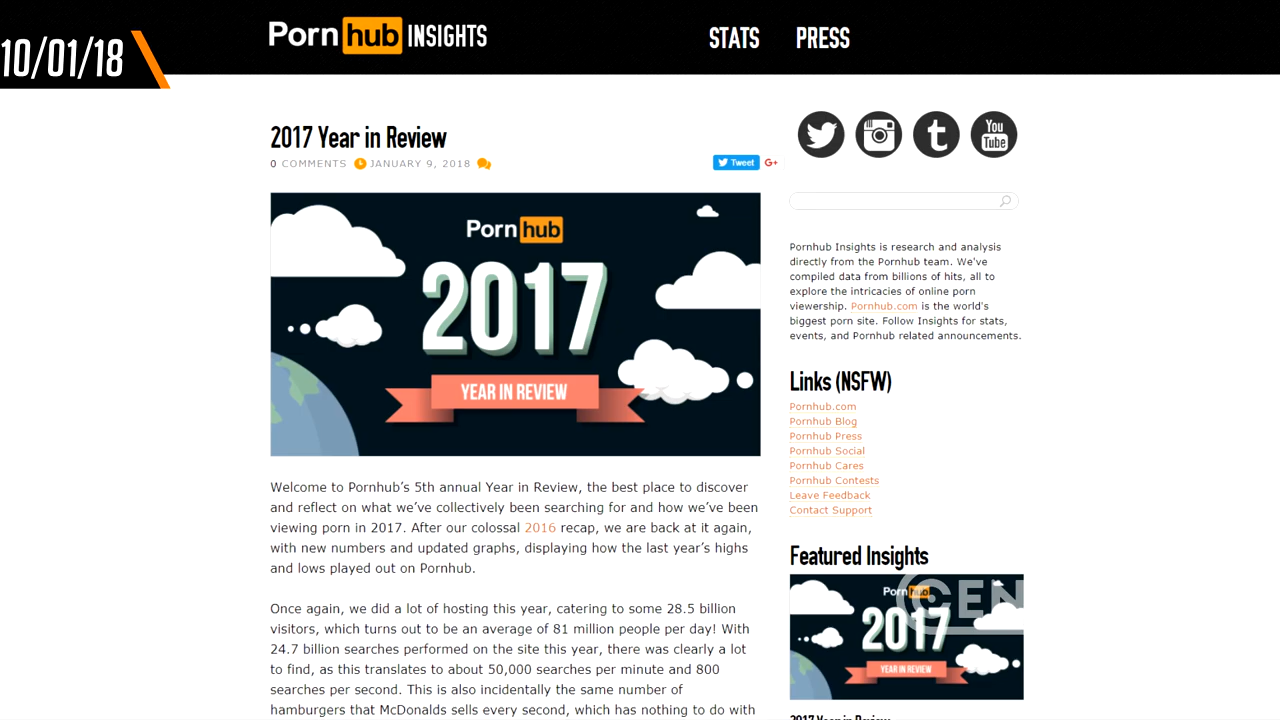 10/01/18
Pornhub INSIGHTS
STATS PRESS
2017 Year in Review
0 COMMENTS JANUARY 9, 2018
Tweet G+
Pornhub
2017
YEAR IN REVIEW
Welcome to Pornhub’s 5th annual Year in Review, the best place to discover
and reflect on what we’ve collectively been searching for and how we’ve been
viewing porn in 2017. After our colossal 2016 recap, we are back at it again,
with new numbers and updated graphs, displaying how the last year’s highs
and lows played out on Pornhub.
Once again, we did a lot of hosting this year, catering to some 28.5 billion
visitors, which turns out to be an average of 81 million people per day! With
24.7 billion searches performed on the site this year, there was clearly a lot
to find, as this translates to about 50,000 searches per minute and 800
searches per second. This is also incidentally the same number of
hamburgers that McDonalds sells every second, which has nothing to do with
You
Tube
Pornhub Insights is research and analysis
directly from the Pornhub team. We've
compiled data from billions of hits, all to
explore the intricacies of online porn
viewership. Pornhub.com is the world's
biggest porn site. Follow Insights for stats,
events, and Pornhub related announcements.
Links (NSFW)
Pornhub.com
Pornhub Blog
Pornhub Press
Pornhub Social
Pornhub Cares
Pornhub Contests
Leave Feedback
Contact Support
Featured Insights
Pornhub
CEN
2017
YEAR IN REVIEW
2017 Year in Review